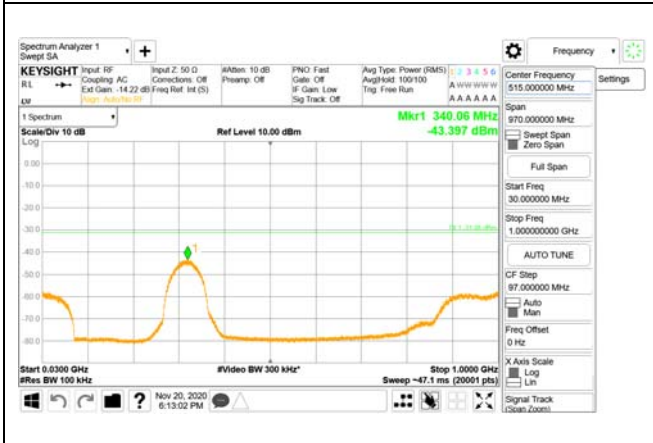 Spectrum Analyzer 1
Swept SA
Frequency
KEYSIGHT
RL
Input: RF
Coupling: AC
Ext Gain: -14.22 dB
Align: Auto/No RF
Input Z: 50 Ω
Corrections: Off
Freq Ref: Int (S)
#Atten: 10 dB
Preamp: Off
PNO: Fast
Gate: Off
IF Gain: Low
Sig Track: Off
Avg Type: Power (RMS)
Avg|Hold: 100/100
Trig: Free Run
1 2 3 4 5 6
A W W W W W
A A A A A A
1 Spectrum
Scale/Div 10 dB
Log
Ref Level 10.00 dBm
Mkr1 340.06 MHz
-43.397 dBm
0.00
-10.0
-20.0
-30.0
-40.0
-50.0
-60.0
-70.0
-80.0
1
Start 0.0300 GHz
#Res BW 100 kHz
#Video BW 300 kHz*
Stop 1.0000 GHz
Sweep ~47.1 ms (20001 pts)
Nov 20, 2020
6:13:02 PM
Center Frequency
515.000000 MHz
Settings
Span
970.000000 MHz
Swept Span
Zero Span
Full Span
Start Freq
30.000000 MHz
Stop Freq
1.000000000 GHz
AUTO TUNE
CF Step
97.000000 MHz
Auto
Man
Freq Offset
0 Hz
X Axis Scale
Log
Lin
Signal Track
(Span Zoom)